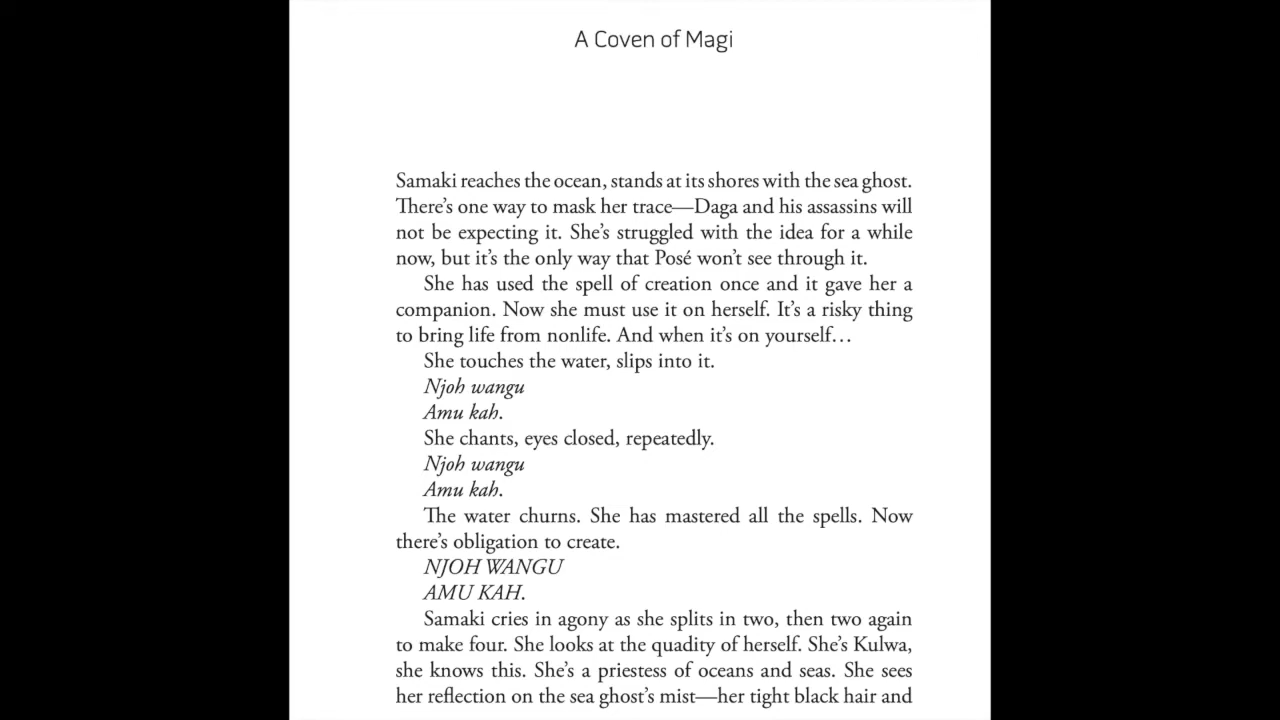 A Coven of Magi
Samaki reaches the ocean, stands at its shores with the sea ghost.
There’s one way to mask her trace—Daga and his assassins will
not be expecting it. She’s struggled with the idea for a while
now, but it’s the only way that Posé won’t see through it.
She has used the spell of creation once and it gave her a
companion. Now she must use it on herself. It’s a risky thing
to bring life from nonlife. And when it’s on yourself…
She touches the water, slips into it.
Njoh wangu
Amu kah.
She chants, eyes closed, repeatedly.
Njoh wangu
Amu kah.
The water churns. She has mastered all the spells. Now
there’s obligation to create.
NJOH WANGU
AMU KAH.
Samaki cries in agony as she splits in two, then two again
to make four. She looks at the quadity of herself. She’s Kulwa,
she knows this. She’s a priestess of oceans and seas. She sees
her reflection on the sea ghost’s mist—her tight black hair and